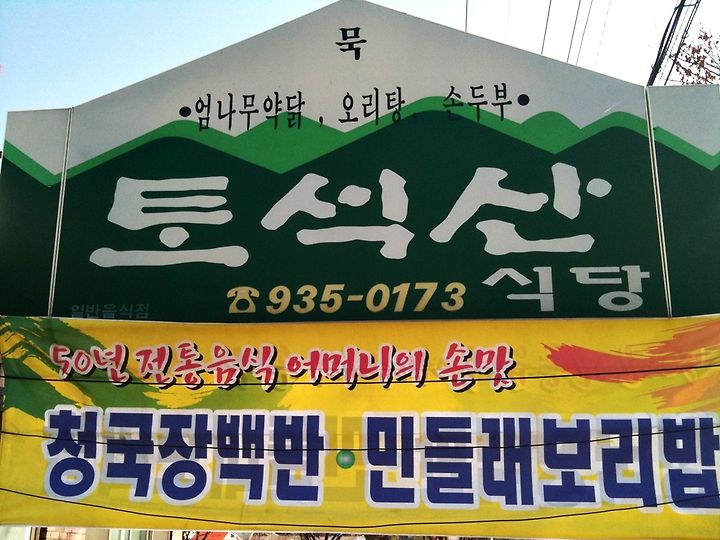 묵
•엄나무약닭, 오리탕, 손두부•
토식산
☎935-0173 식당
일반음식점
50년 전통음식 어머니의 손맛
청국장백반·민들래보리밥